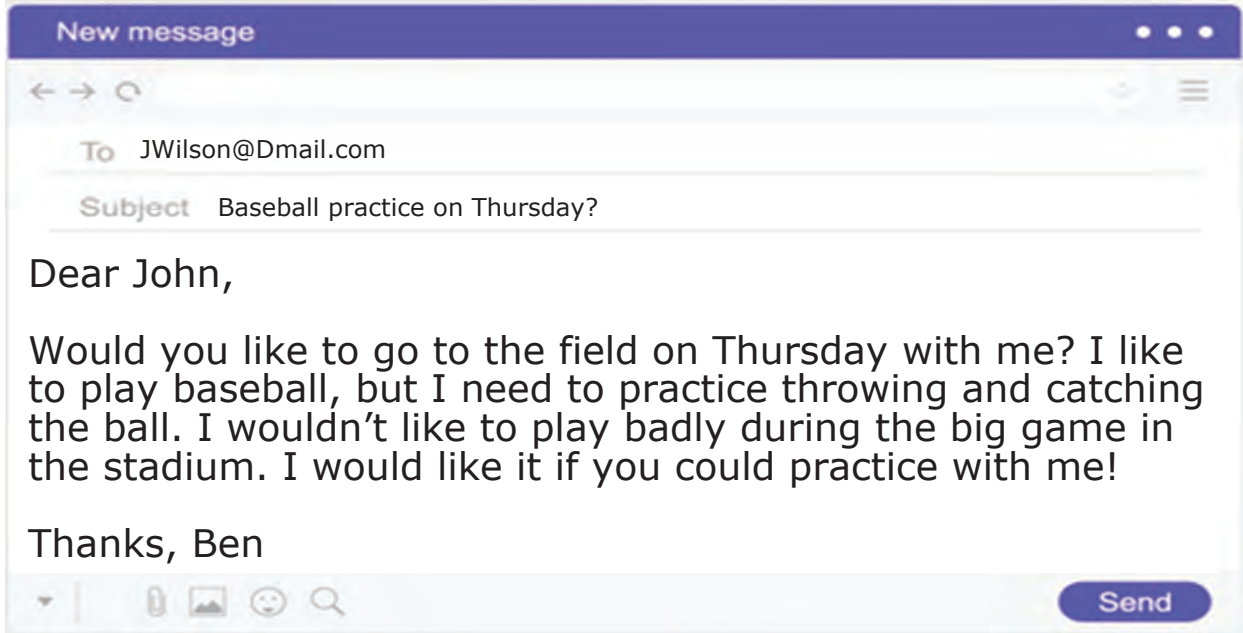 New message
To JWilson@Dmail.com
Subject Baseball practice on Thursday?
Dear John,
Would you like to go to the field on Thursday with me? I like
to play baseball, but I need to practice throwing and catching
the ball. I wouldn’t like to play badly during the big game in
the stadium. I would like it if you could practice with me!
Thanks, Ben
Send